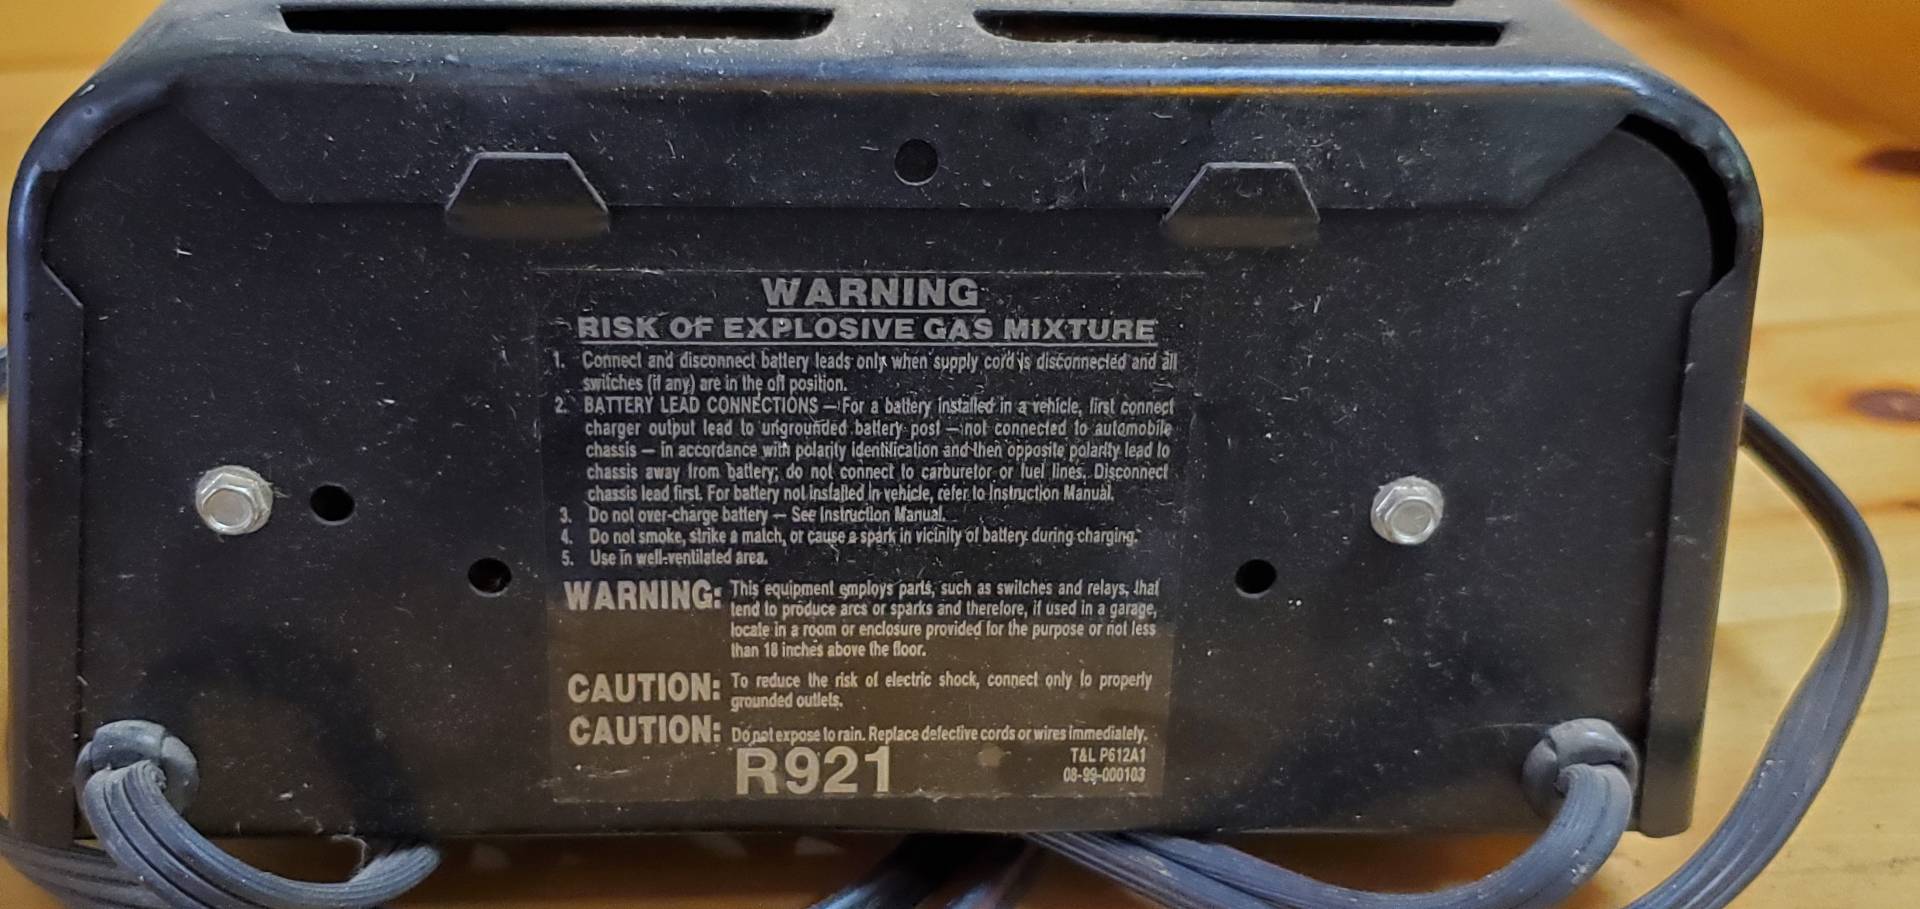 WARNING
RISK OF EXPLOSIVE GAS MIXTURE
1. Connect and disconnect battery leads only when supply cord is disconnected and all
switches (if any) are in the off position.
2. BATTERY LEAD CONNECTIONS — For a battery installed in a vehicle, first connect
charger output lead to ungrounded battery post — not connected to automobile
chassis — in accordance with polarity identification and then opposite polarity lead to
chassis away from battery; do not connect to carburetor or fuel lines. Disconnect
chassis lead first. For battery not installed in vehicle, refer to Instruction Manual.
3. Do not over-charge battery — See Instruction Manual.
4. Do not smoke, strike a match, or cause a spark in vicinity of battery during charging.
5. Use in well-ventilated area.
WARNING: This equipment employs parts, such as switches and relays, that
tend to produce arcs or sparks and therefore, if used in a garage,
locate in a room or enclosure provided for the purpose or not less
than 18 inches above the floor.
CAUTION: To reduce the risk of electric shock, connect only to properly
grounded outlets.
CAUTION: Do not expose to rain. Replace defective cords or wires immediately.
R921 T&L P612A1
08-99-000103